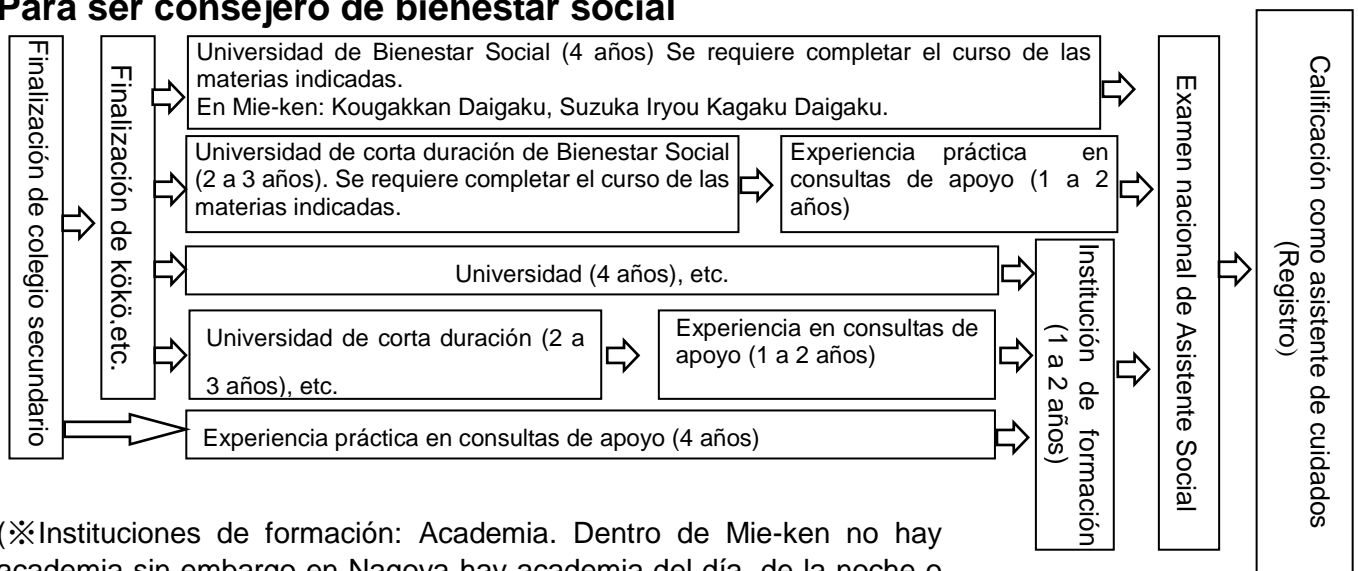 Para ser consejero de bienestar social
Finalización de colegio secundario
Finalización de kökö.etc.
Universidad de Bienestar Social (4 años) Se requiere completar el curso de las
materias indicadas.
En Mie-ken: Kougakkan Daigaku, Suzuka Iryou Kagaku Daigaku.
Universidad de corta duración de Bienestar Social
(2 a 3 años). Se requiere completar el curso de las
materias indicadas.
Experiencia práctica en
consultas de apoyo (1 a 2
años)
Universidad (4 años), etc.
Universidad de corta duración (2 a
3 años), etc.
Experiencia en consultas de
apoyo (1 a 2 años)
Experiencia práctica en consultas de apoyo (4 años)
Institución de formación
(1 a 2 años)
Examen nacional de Asistente Social
Calificación como asistente de cuidados
(Registro)
(※Instituciones de formación: Academia. Dentro de Mie-ken no hay
academia sin embargo en Nagoya hay academia del día, de la noche o